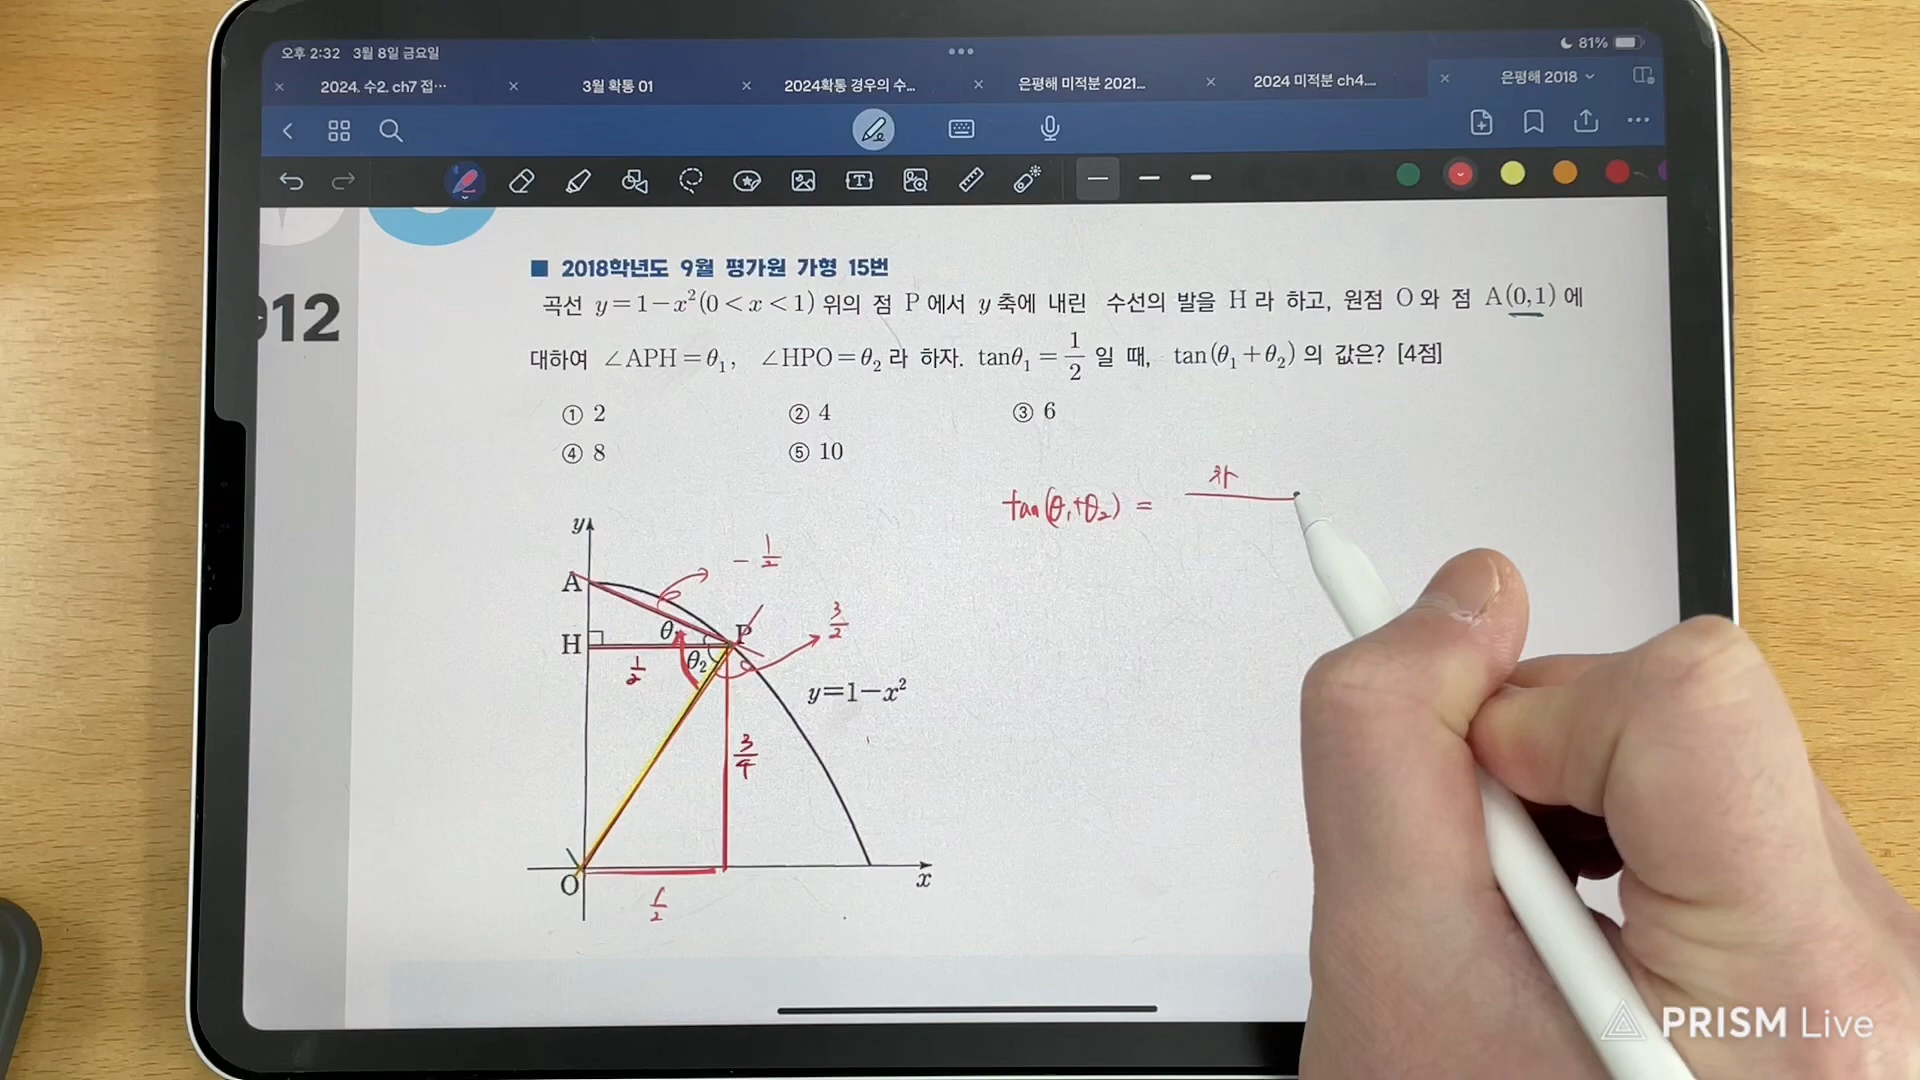 오후 2:32 3월 8일 금요일
81%
2024. 수2. ch7 접…
3월 확통 01
2024확통 경우의 수…
은평해 미적분 2021…
2024 미적분 ch4.…
은평해 2018
912
■ 2018학년도 9월 평가원 가형 15번
곡선 y=1−x²(0<x<1) 위의 점 P에서 y축에 내린 수선의 발을 H라 하고, 원점 O와 점 A(0,1)에
대하여 ∠APH=θ₁, ∠HPO=θ₂라 하자. tanθ₁=1/2일 때, tan(θ₁+θ₂)의 값은? [4점]
① 2 ② 4 ③ 6
④ 8 ⑤ 10
차
tan(θ₁+θ₂) =
y
−1/2
A
3/2
θ P
H
1/2 θ₂
y=1−x²
3/4
O x
1/2
PRISM Live